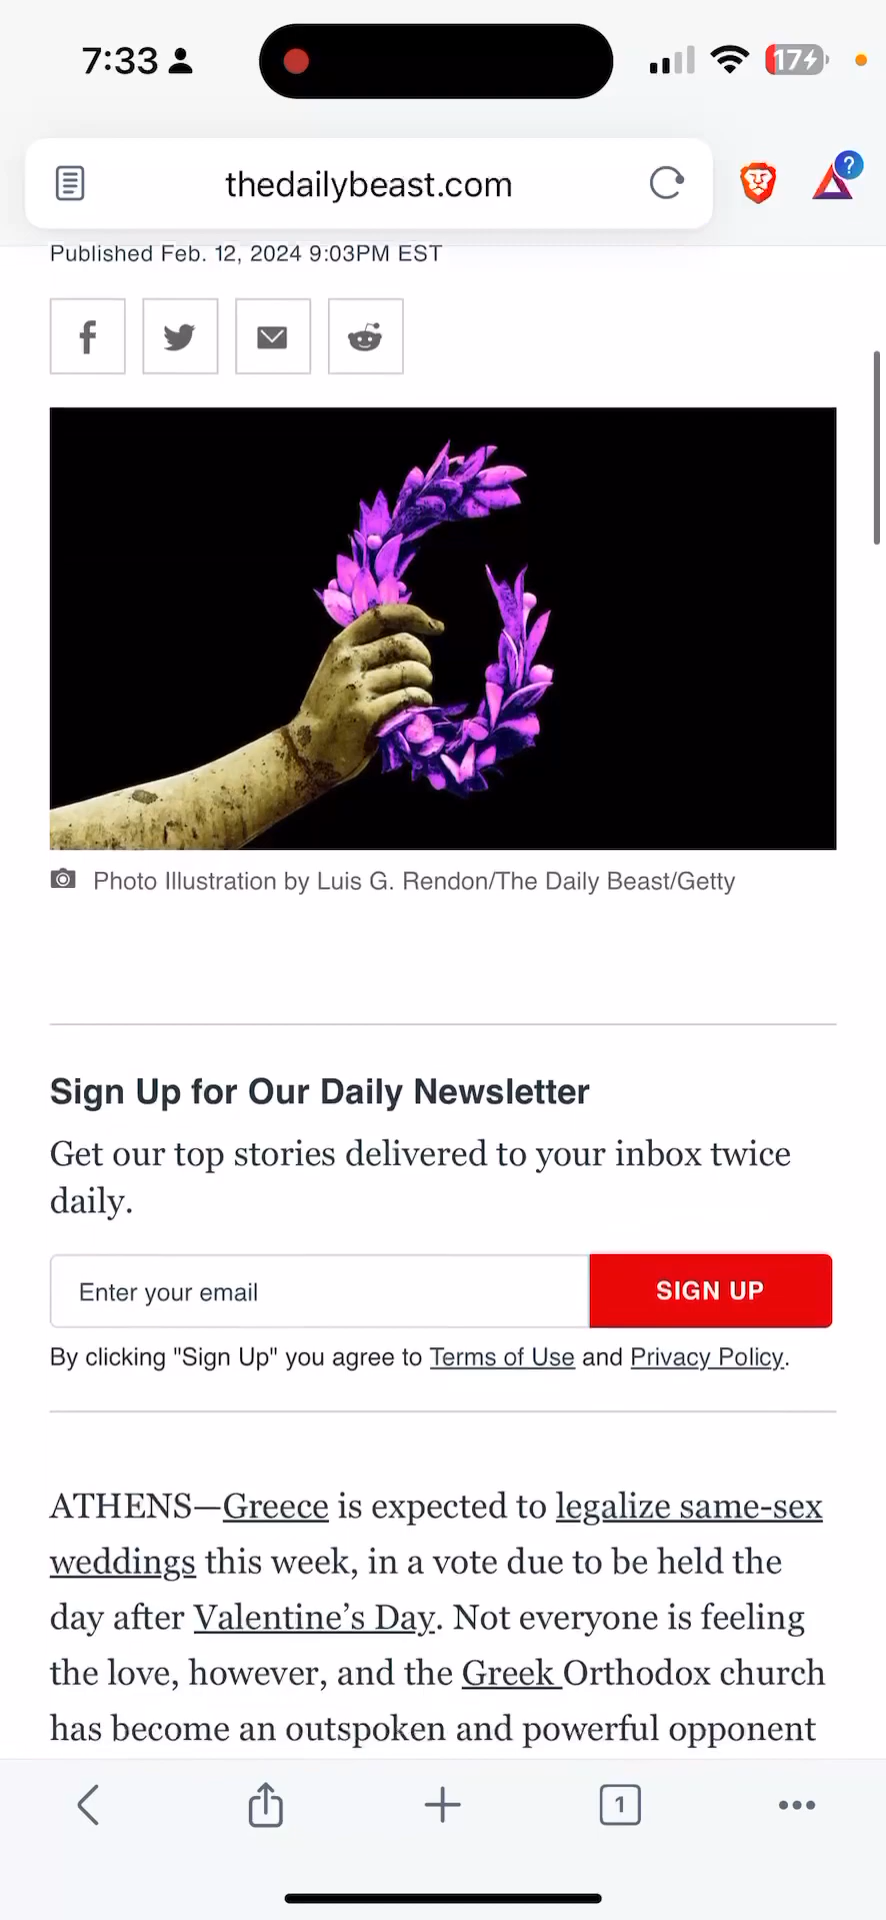 7:33
17
thedailybeast.com
?
Published Feb. 12, 2024 9:03PM EST
Photo Illustration by Luis G. Rendon/The Daily Beast/Getty
Sign Up for Our Daily Newsletter
Get our top stories delivered to your inbox twice
daily.
Enter your email
SIGN UP
By clicking "Sign Up" you agree to Terms of Use and Privacy Policy.
ATHENS—Greece is expected to legalize same-sex
weddings this week, in a vote due to be held the
day after Valentine’s Day. Not everyone is feeling
the love, however, and the Greek Orthodox church
has become an outspoken and powerful opponent
1